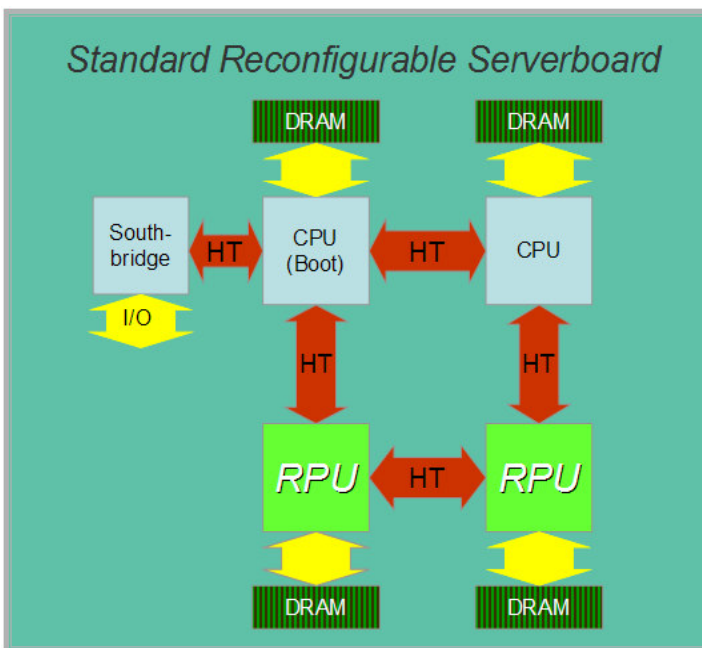 Standard Reconfigurable Serverboard
DRAM
DRAM
South-
bridge
HT
CPU
(Boot)
HT
CPU
I/O
HT
HT
RPU
HT
RPU
DRAM
DRAM